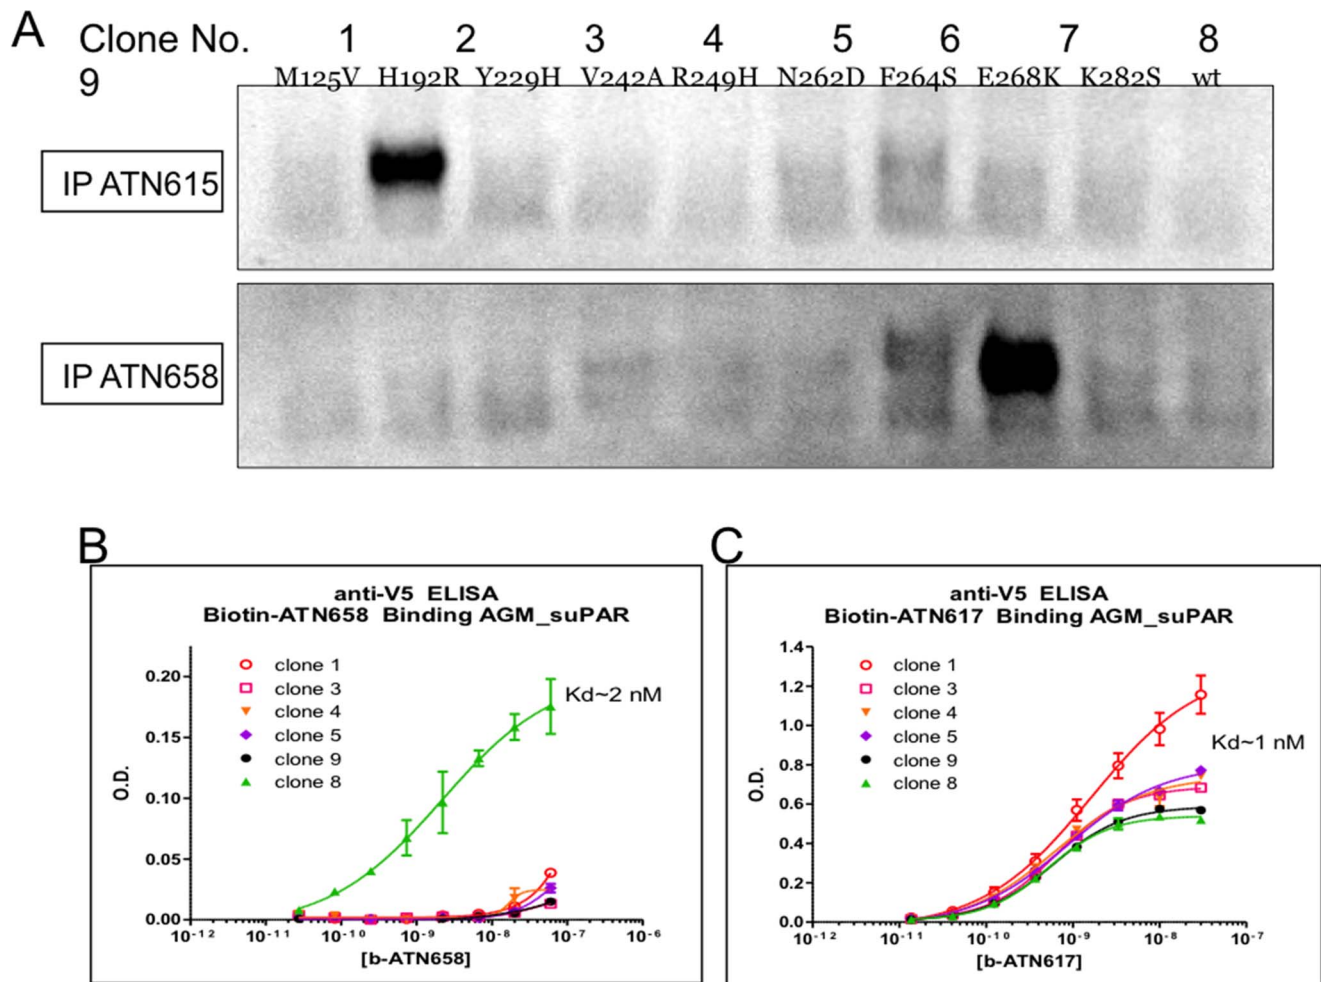 A Clone No. 1 2 3 4 5 6 7 8
9 M125V H192R Y229H V242A R249H N262D F264S E268K K282S wt
IP ATN615
IP ATN658
B
anti-V5 ELISA
Biotin-ATN658 Binding AGM_suPAR
clone 1
clone 3
clone 4
clone 5
clone 9
clone 8
Kd~2 nM
0.20
0.15
0.10
0.05
0.00
O.D.
10-12 10-11 10-10 10-9 10-8 10-7 10-6
[b-ATN658]
C
anti-V5 ELISA
Biotin-ATN617 Binding AGM_suPAR
clone 1
clone 3
clone 4
clone 5
clone 9
clone 8
Kd~1 nM
1.4
1.2
1.0
0.8
0.6
0.4
0.2
0.0
O.D.
10-12 10-11 10-10 10-9 10-8 10-7
[b-ATN617]